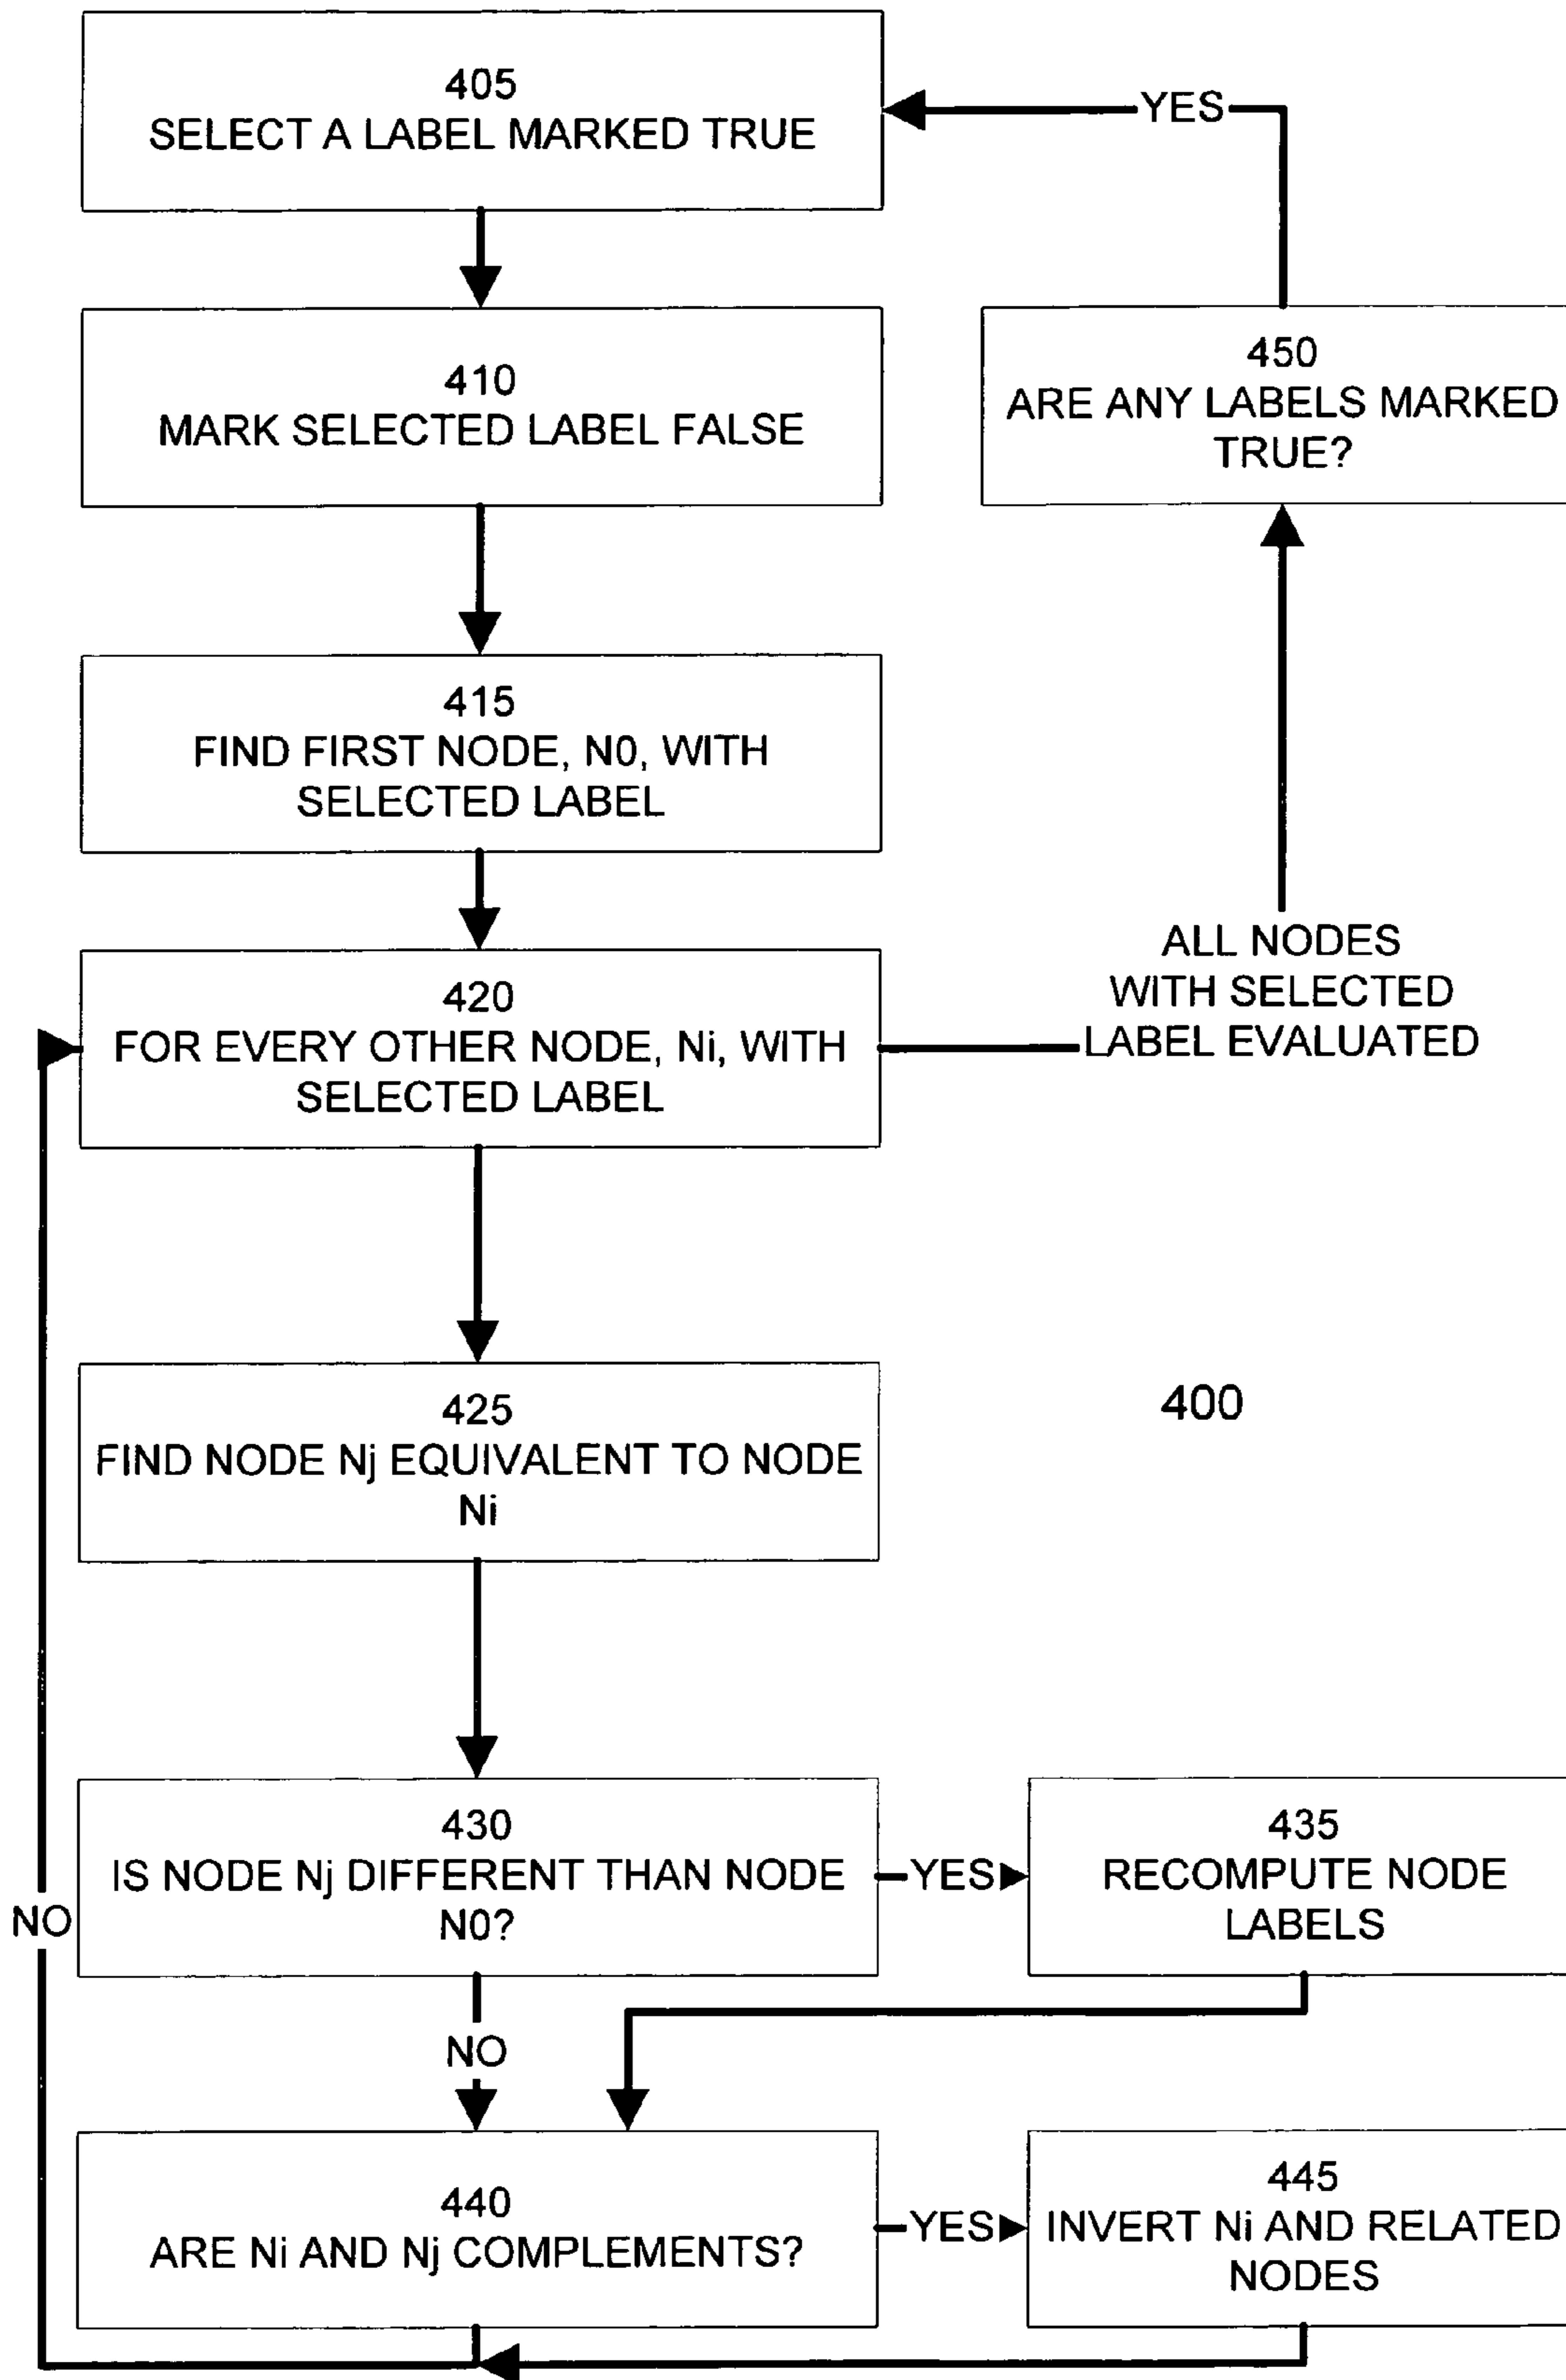 405
SELECT A LABEL MARKED TRUE
YES
410
MARK SELECTED LABEL FALSE
450
ARE ANY LABELS MARKED
TRUE?
415
FIND FIRST NODE, N0, WITH
SELECTED LABEL
420
FOR EVERY OTHER NODE, Ni, WITH
SELECTED LABEL
ALL NODES
WITH SELECTED
LABEL EVALUATED
425
FIND NODE Nj EQUIVALENT TO NODE
Ni
400
430
IS NODE Nj DIFFERENT THAN NODE
N0?
YES
435
RECOMPUTE NODE
LABELS
NO
NO
440
ARE Ni AND Nj COMPLEMENTS?
YES
445
INVERT Ni AND RELATED
NODES